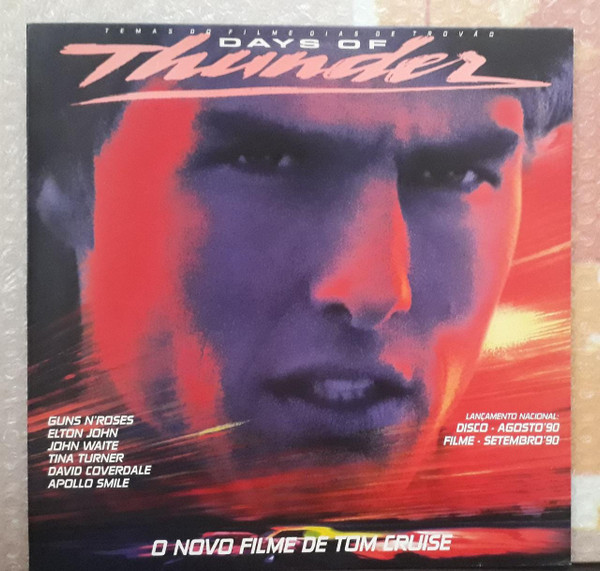 TEMAS DO FILME DIAS DE TROVÃO
DAYS OF
Thunder
GUNS N'ROSES
ELTON JOHN
JOHN WAITE
TINA TURNER
DAVID COVERDALE
APOLLO SMILE
LANÇAMENTO NACIONAL:
DISCO - AGOSTO'90
FILME - SETEMBRO'90
O NOVO FILME DE TOM CRUISE